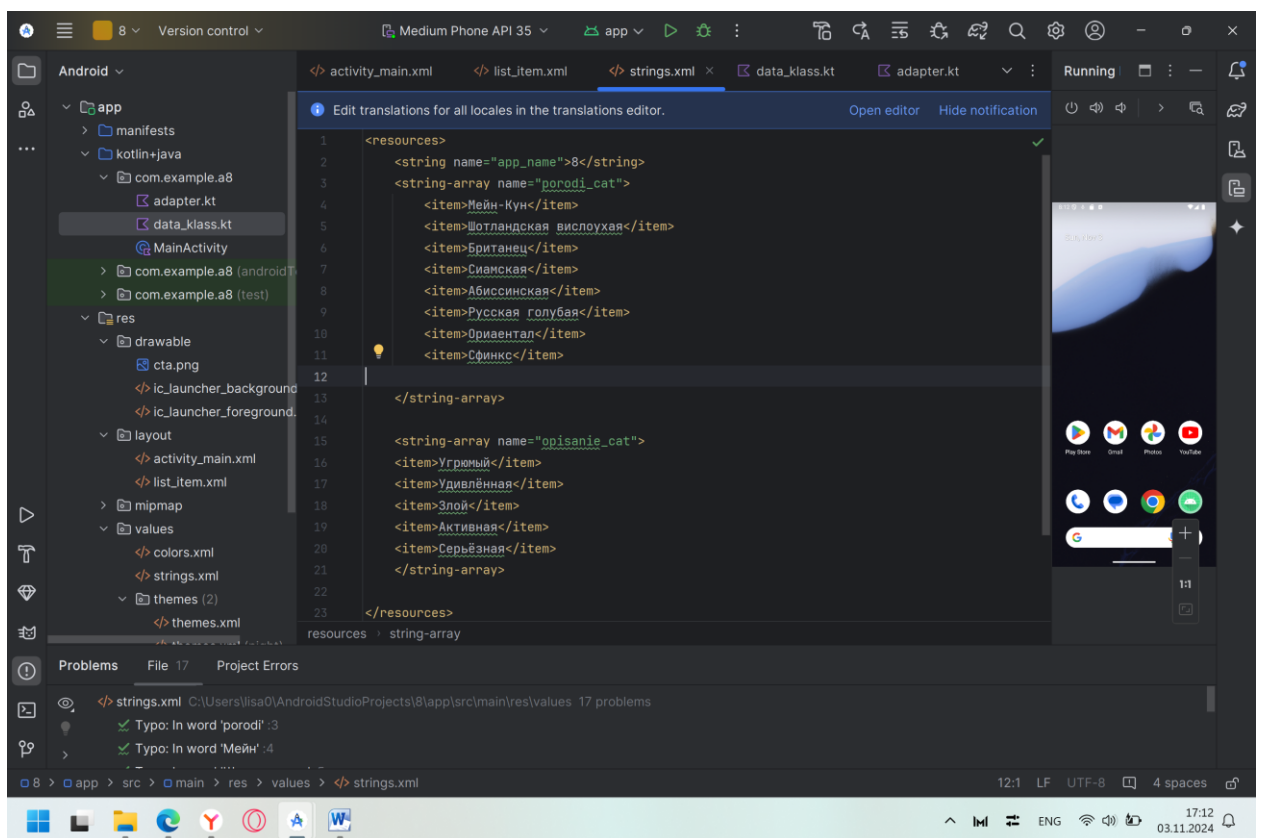 8 Version control Medium Phone API 35 app
Android
activity_main.xml list_item.xml strings.xml data_klass.kt adapter.kt Running
Edit translations for all locales in the translations editor. Open editor Hide notification
app
manifests
kotlin+java
com.example.a8
adapter.kt
data_klass.kt
MainActivity
com.example.a8
com.example.a8 (test)
res
drawable
cta.png
ic_launcher_background
ic_launcher_foreground.
layout
activity_main.xml
list_item.xml
mipmap
values
colors.xml
strings.xml
themes (2)
themes.xml
1 <resources>
2 <string name="app_name">8</string>
3 <string-array name="porodi_cat">
4 <item>Мейн-Кун</item>
5 <item>Шотландская вислоухая</item>
6 <item>Британец</item>
7 <item>Сиамская</item>
8 <item>Абиссинская</item>
9 <item>Русская голубая</item>
10 <item>Ориаентал</item>
11 <item>Сфинкс</item>
12
13 </string-array>
14
15 <string-array name="opisanie_cat">
16 <item>Угрюмый</item>
17 <item>Удивлённая</item>
18 <item>Злой</item>
19 <item>Активная</item>
20 <item>Серьёзная</item>
21 </string-array>
22
23 </resources>
resources › string-array
Play Store Gmail Photos YouTube
1:1
Problems File 17 Project Errors
strings.xml C:\Users\lisa0\AndroidStudioProjects\8\app\src\main\res\values 17 problems
Typo: In word 'porodi' :3
Typo: In word 'Мейн' :4
8 > app > src > main > res > values > strings.xml 12:1 LF UTF-8 4 spaces
ENG 17:12
03.11.2024